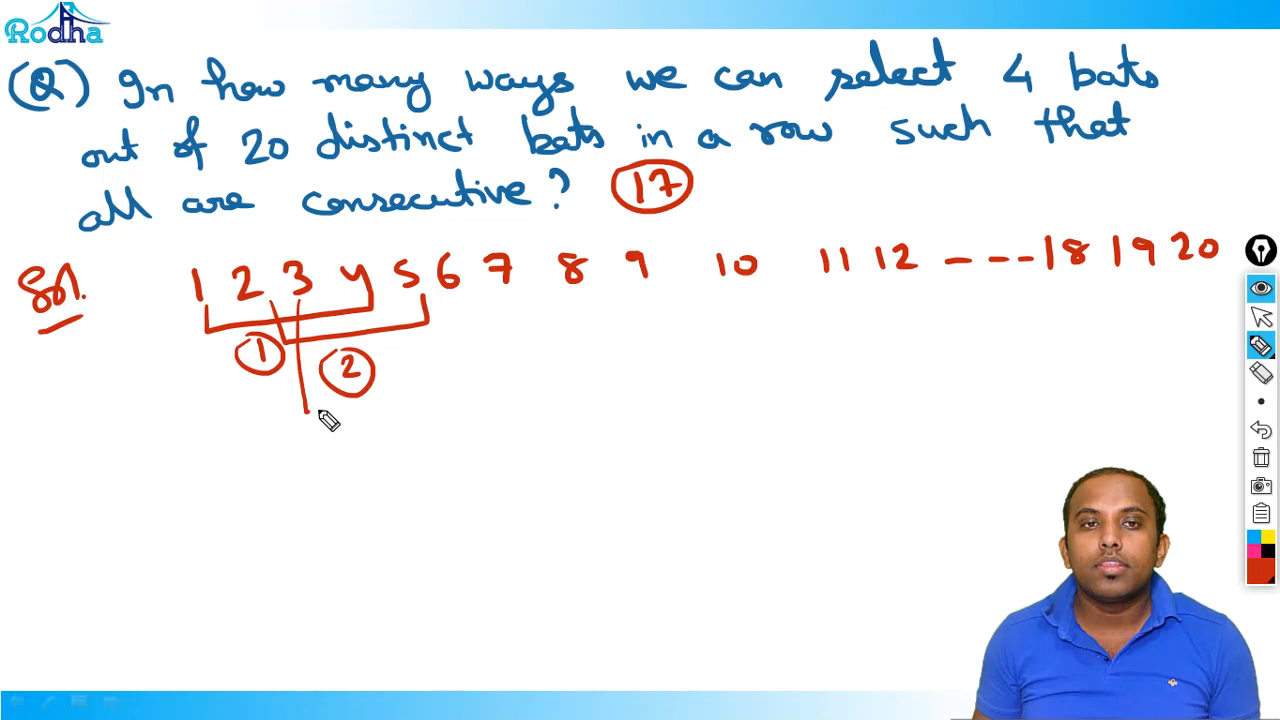 Rodha
(Q) In how many ways we can select 4 bats
out of 20 distinct bats in a row such that
all are consecutive? 17
Sol. 1 2 3 4 5 6 7 8 9 10 11 12 - - - - 18 19 20
1 2